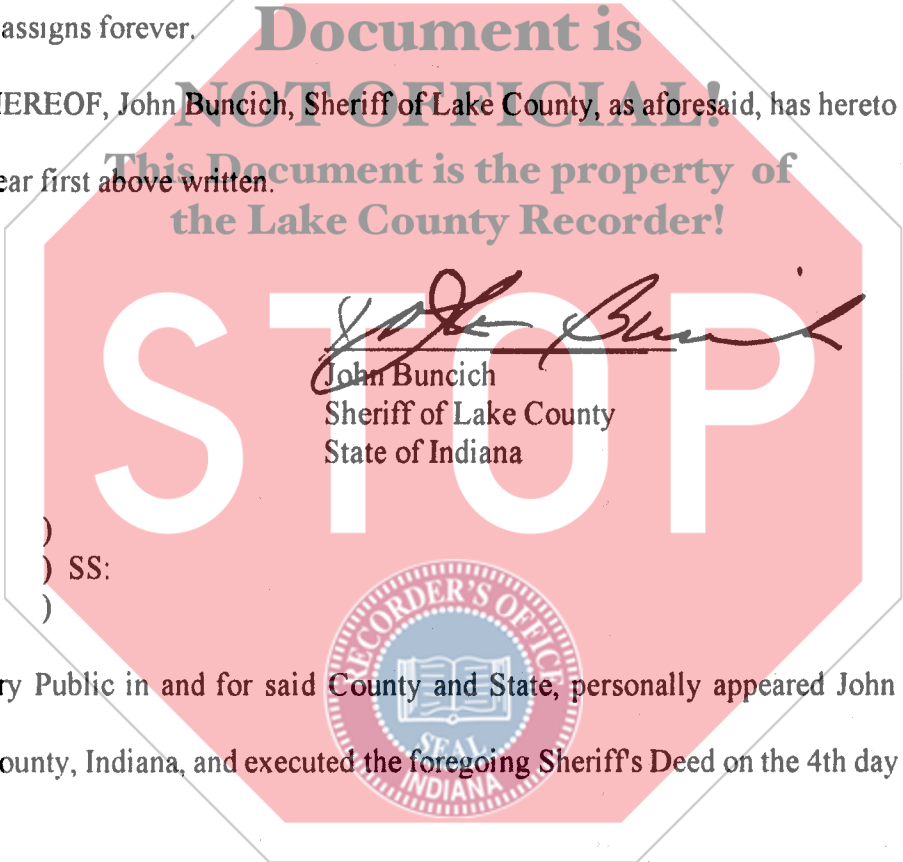 assigns forever.
Document is
NOT OFFICIAL!
HEREOF, John Buncich, Sheriff of Lake County, as aforesaid, has hereto
ear first above written.
This Document is the property of
the Lake County Recorder!
STOP
John Buncich
John Buncich
Sheriff of Lake County
State of Indiana
)
) SS:
)
RECORDER'S OFFICE
SEAL
INDIANA
ry Public in and for said County and State, personally appeared John
ounty, Indiana, and executed the foregoing Sheriff's Deed on the 4th day